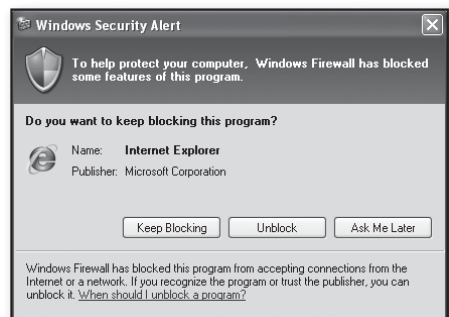 Windows Security Alert
To help protect your computer, Windows Firewall has blocked
some features of this program.
Do you want to keep blocking this program?
Name: Internet Explorer
Publisher: Microsoft Corporation
Keep Blocking Unblock Ask Me Later
Windows Firewall has blocked this program from accepting connections from the
Internet or a network. If you recognize the program or trust the publisher, you can
unblock it. When should I unblock a program?